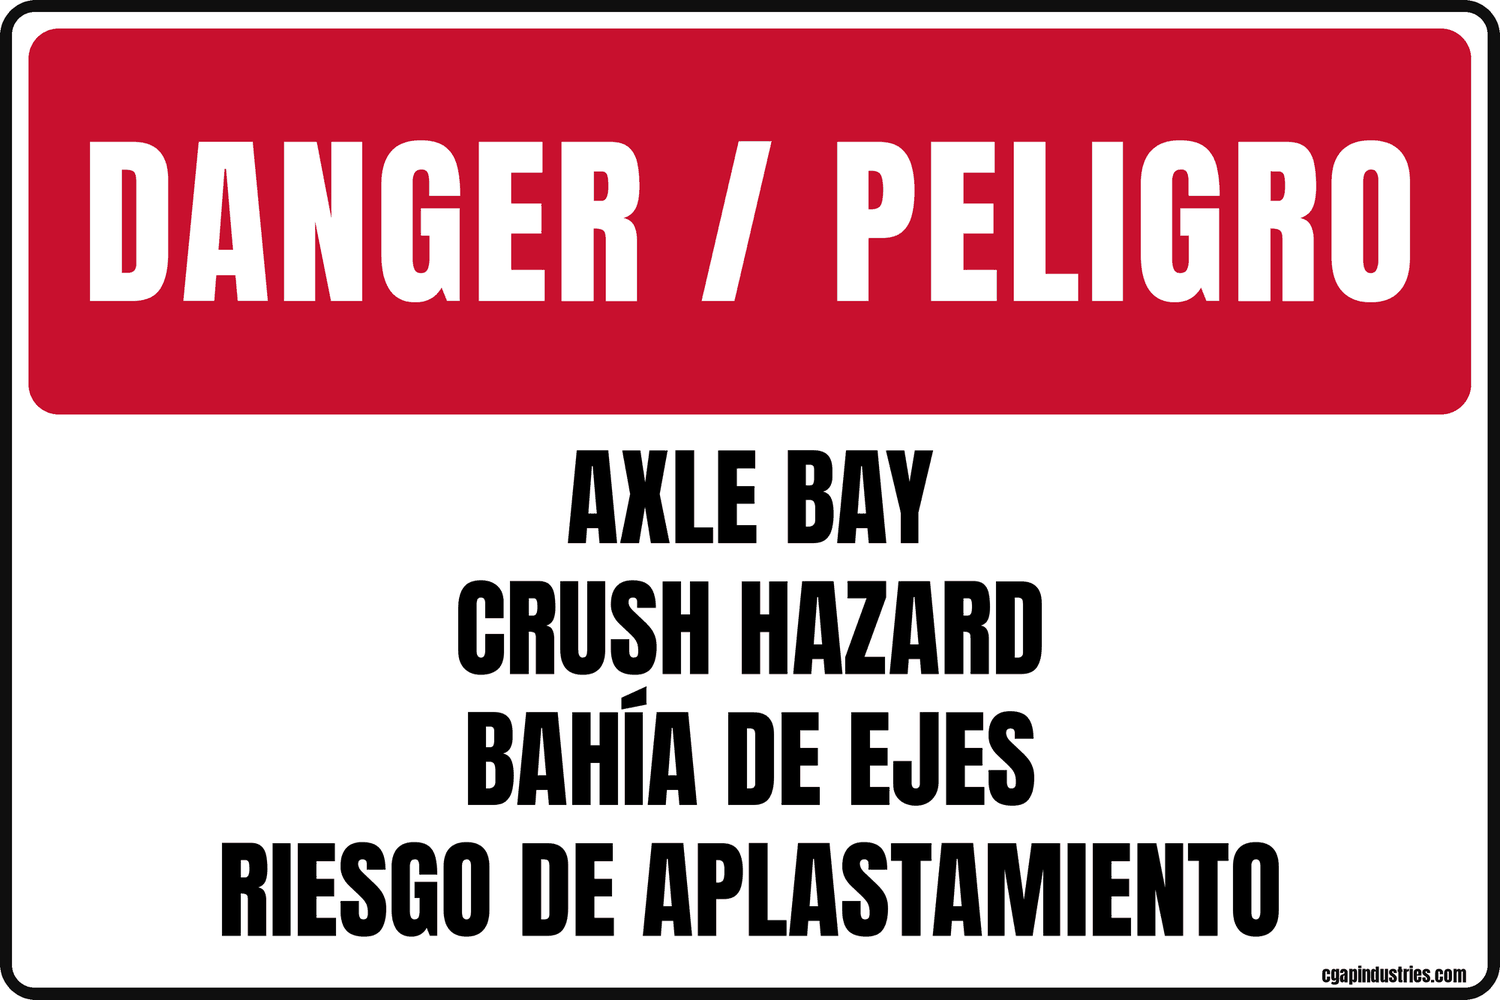 DANGER / PELIGRO
AXLE BAY
CRUSH HAZARD
BAHÍA DE EJES
RIESGO DE APLASTAMIENTO
cgapindustries.com